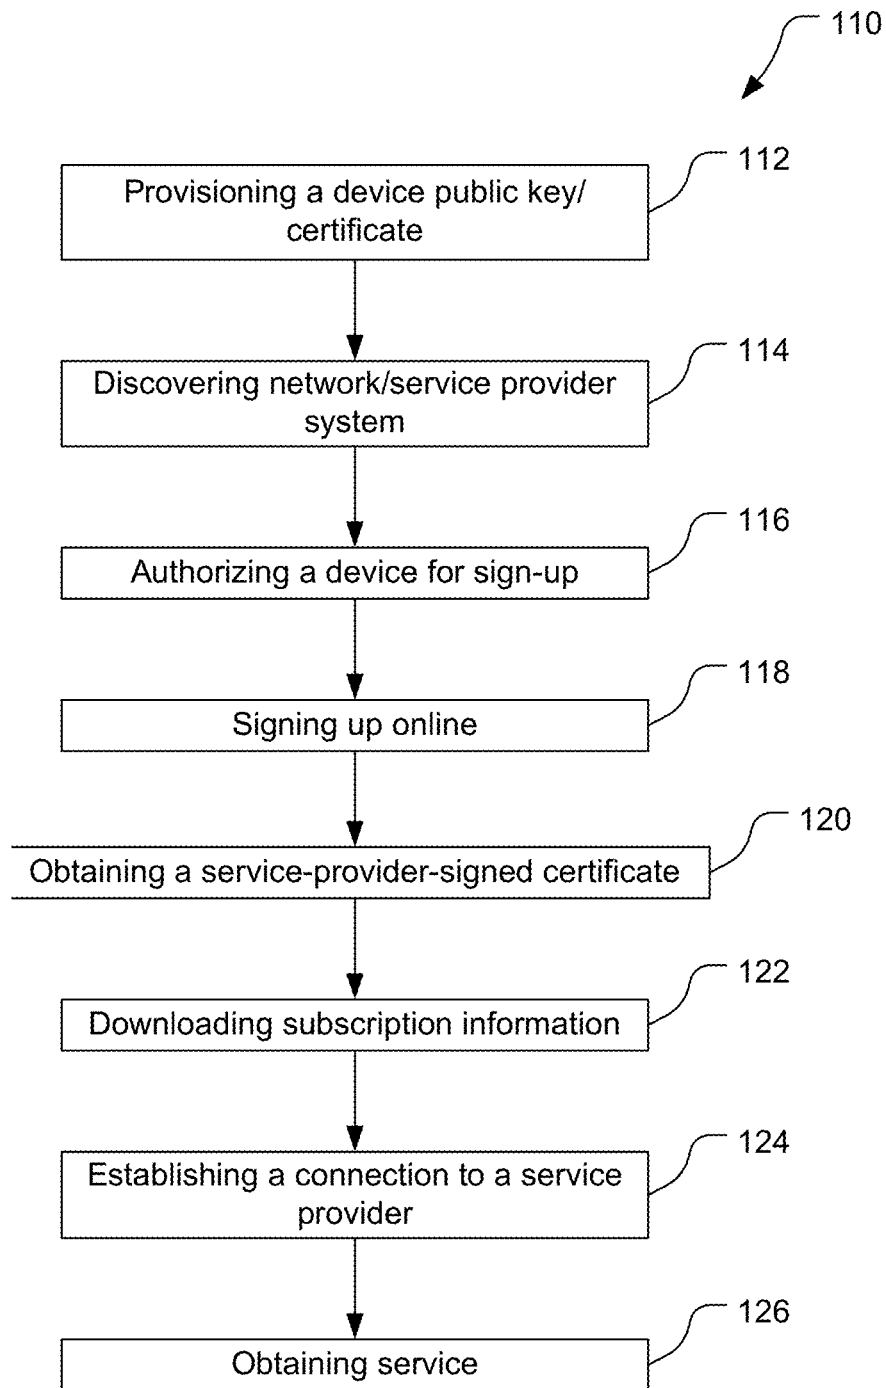 110
112
Provisioning a device public key/
certificate
114
Discovering network/service provider
system
116
Authorizing a device for sign-up
118
Signing up online
120
Obtaining a service-provider-signed certificate
122
Downloading subscription information
124
Establishing a connection to a service
provider
126
Obtaining service